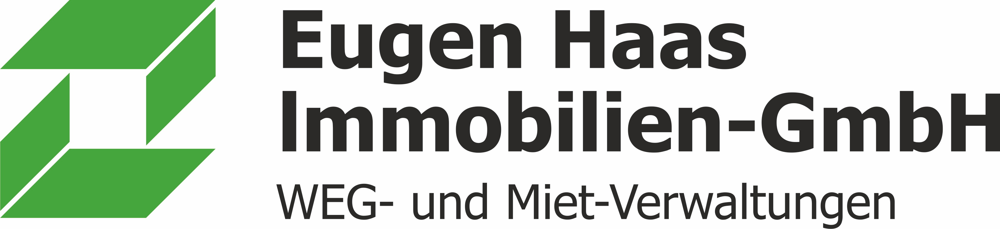 Eugen Haas
Immobilien-GmbH
WEG- und Miet-Verwaltungen